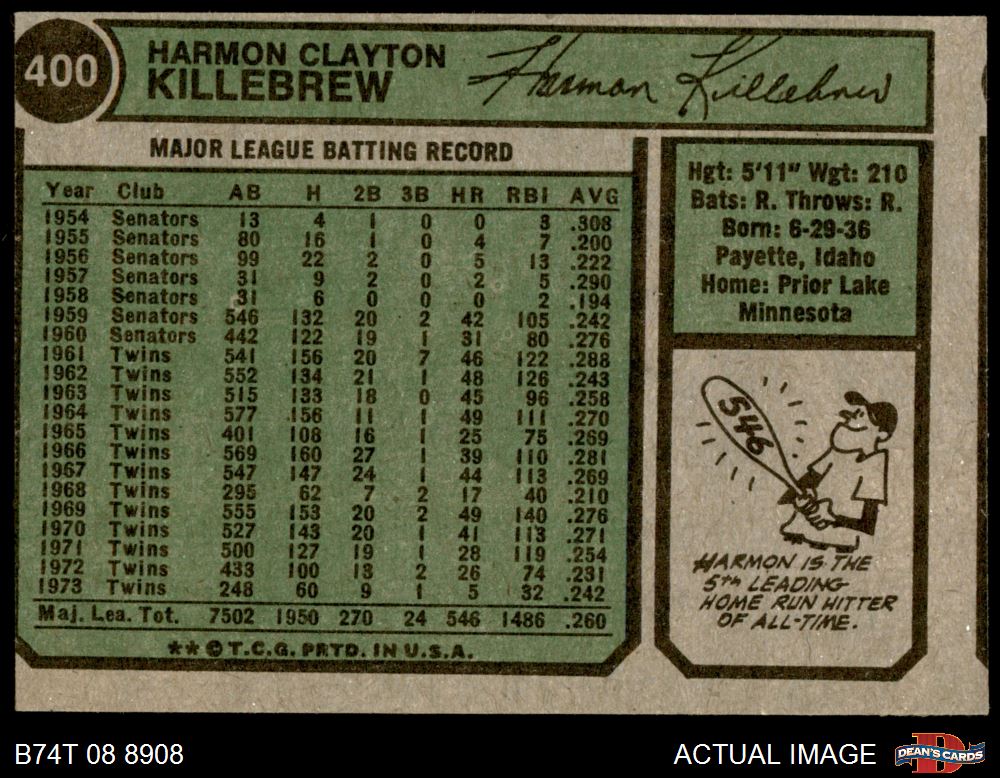 400
HARMON CLAYTON
KILLEBREW
Harmon Killebrew
MAJOR LEAGUE BATTING RECORD
Year Club AB H 2B 3B HR RBI AVG
1954 Senators 13 4 1 0 0 3 .308
1955 Senators 80 16 1 0 4 7 .200
1956 Senators 99 22 2 0 5 13 .222
1957 Senators 31 9 2 0 2 5 .290
1958 Senators 31 6 0 0 0 2 .194
1959 Senators 546 132 20 2 42 105 .242
1960 Senators 442 122 19 1 31 80 .276
1961 Twins 541 156 20 7 46 122 .288
1962 Twins 552 134 21 1 48 126 .243
1963 Twins 515 133 18 0 45 96 .258
1964 Twins 577 156 11 1 49 111 .270
1965 Twins 401 108 16 1 25 75 .269
1966 Twins 569 160 27 1 39 110 .281
1967 Twins 547 147 24 1 44 113 .269
1968 Twins 295 62 7 2 17 40 .210
1969 Twins 555 153 20 2 49 140 .276
1970 Twins 527 143 20 1 41 113 .271
1971 Twins 500 127 19 1 28 119 .254
1972 Twins 433 100 13 2 26 74 .231
1973 Twins 248 60 9 1 5 32 .242
Maj. Lea. Tot. 7502 1950 270 24 546 1486 .260
**© T.C.G. PRTD. IN U.S.A.
Hgt: 5'11" Wgt: 210
Bats: R. Throws: R.
Born: 6-29-36
Payette, Idaho
Home: Prior Lake
Minnesota
546
HARMON IS THE
5TH LEADING
HOME RUN HITTER
OF ALL-TIME.
B74T 08 8908
ACTUAL IMAGE
DEAN'S CARDS